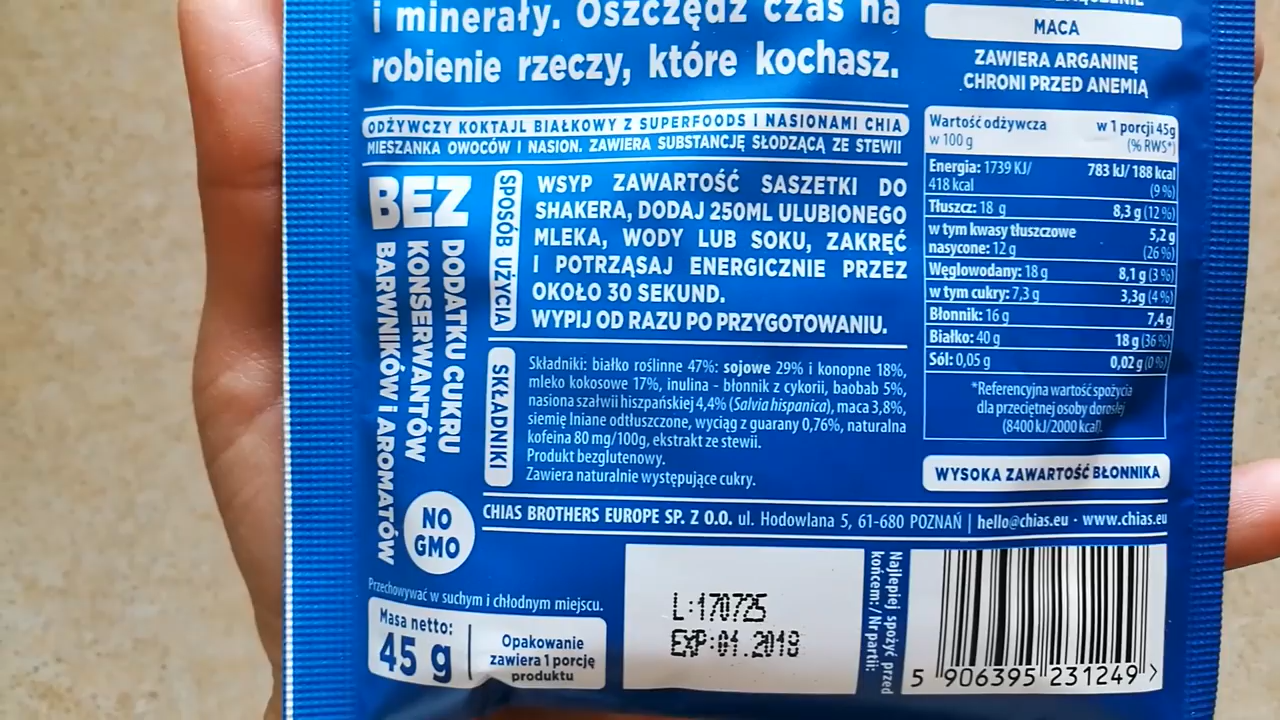 i minerały. Oszczędź czas na
robienie rzeczy, które kochasz.
ODŻYWCZY KOKTAJL BIAŁKOWY Z SUPERFOODS I NASIONAMI CHIA
MIESZANKA OWOCÓW I NASION. ZAWIERA SUBSTANCJĘ SŁODZĄCĄ ZE STEWII
BEZ
DODATKU CUKRU
KONSERWANTÓW
BARWNIKÓW i AROMATÓW
NO
GMO
SPOSÓB UŻYCIA
WSYP ZAWARTOŚĆ SASZETKI DO
SHAKERA, DODAJ 250ML ULUBIONEGO
MLEKA, WODY LUB SOKU, ZAKRĘĆ
I POTRZĄSAJ ENERGICZNIE PRZEZ
OKOŁO 30 SEKUND.
WYPIJ OD RAZU PO PRZYGOTOWANIU.
SKŁADNIKI
Składniki: białko roślinne 47%: sojowe 29% i konopne 18%,
mleko kokosowe 17%, inulina - błonnik z cykorii, baobab 5%,
nasiona szałwii hiszpańskiej 4,4% (Salvia hispanica), maca 3,8%,
siemię lniane odtłuszczone, wyciąg z guarany 0,76%, naturalna
kofeina 80 mg/100g, ekstrakt ze stewii.
Produkt bezglutenowy.
Zawiera naturalnie występujące cukry.
MACA
ZAWIERA ARGININĘ
CHRONI PRZED ANEMIĄ
Wartość odżywcza w 1 porcji 45g
w 100 g (% RWS*)
Energia: 1739 KJ/ 783 kJ/ 188 kcal
418 kcal (9 %)
Tłuszcz: 18 g 8,3 g (12 %)
w tym kwasy tłuszczowe 5,2 g
nasycone: 12 g (26 %)
Węglowodany: 18 g 8,1 g (3 %)
w tym cukry: 7,3 g 3,3g (4 %)
Błonnik: 16 g 7,4 g
Białko: 40 g 18 g (36 %)
Sól: 0,05 g 0,02 g (0 %)
*Referencyjna wartość spożycia
dla przeciętnej osoby dorosłej
(8400 kJ/2000 kcal).
WYSOKA ZAWARTOŚĆ BŁONNIKA
CHIAS BROTHERS EUROPE SP. Z O.O. ul. Hodowlana 5, 61-680 POZNAŃ | hello@chias.eu · www.chias.eu
Przechowywać w suchym i chłodnym miejscu.
Masa netto:
45 g
Opakowanie
zawiera 1 porcję
produktu
L:170725
EXP:01.2018
Najlepiej spożyć przed
końcem: / Nr partii:
5 906395 231249 >